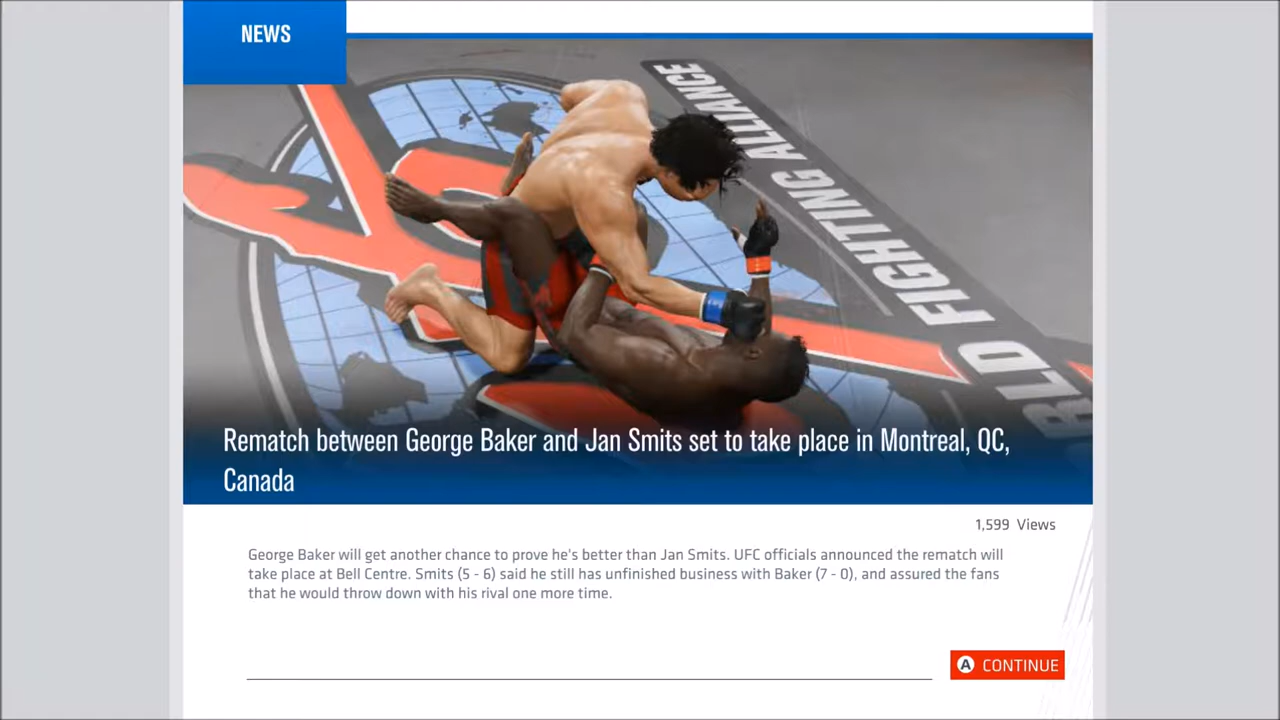 NEWS
WORLD FIGHTING ALLIANCE
Rematch between George Baker and Jan Smits set to take place in Montreal, QC,
Canada
1,599 Views
George Baker will get another chance to prove he's better than Jan Smits. UFC officials announced the rematch will
take place at Bell Centre. Smits (5 - 6) said he still has unfinished business with Baker (7 - 0), and assured the fans
that he would throw down with his rival one more time.
A CONTINUE